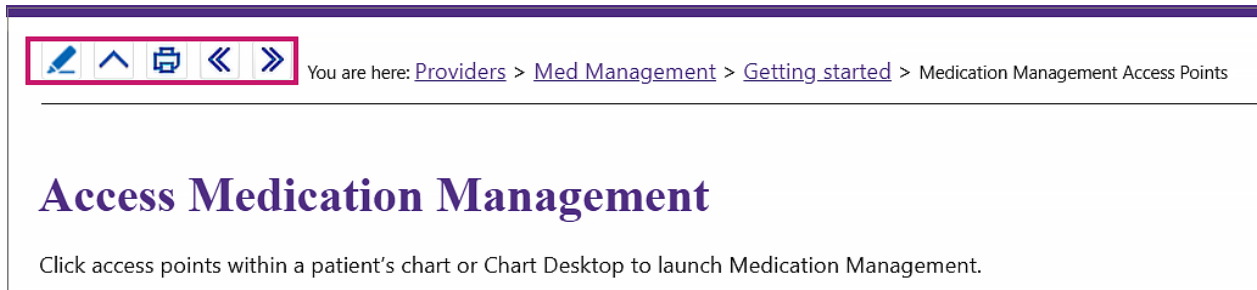 You are here: Providers > Med Management > Getting started > Medication Management Access Points
Access Medication Management
Click access points within a patient’s chart or Chart Desktop to launch Medication Management.